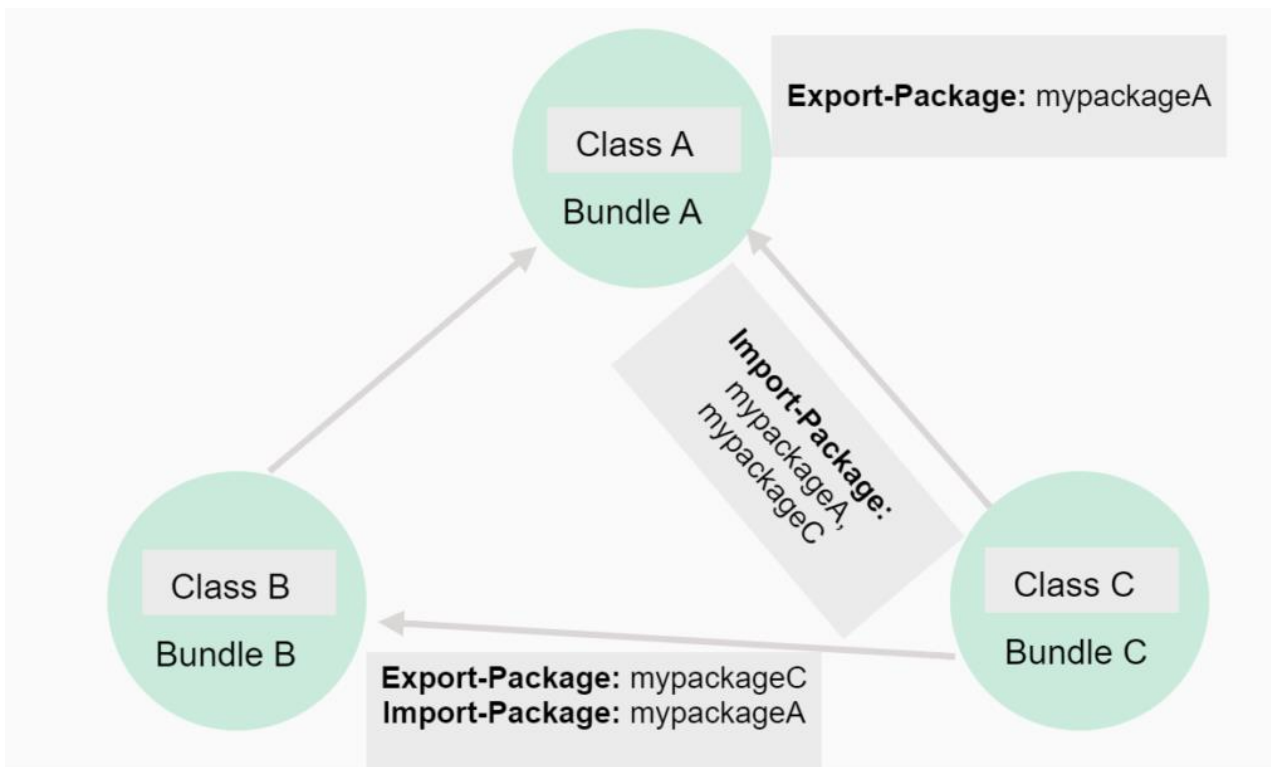 Export-Package: mypackageA
Class A
Bundle A
Import-Package:
mypackageA,
mypackageC
Class B
Bundle B
Class C
Bundle C
Export-Package: mypackageC
Import-Package: mypackageA